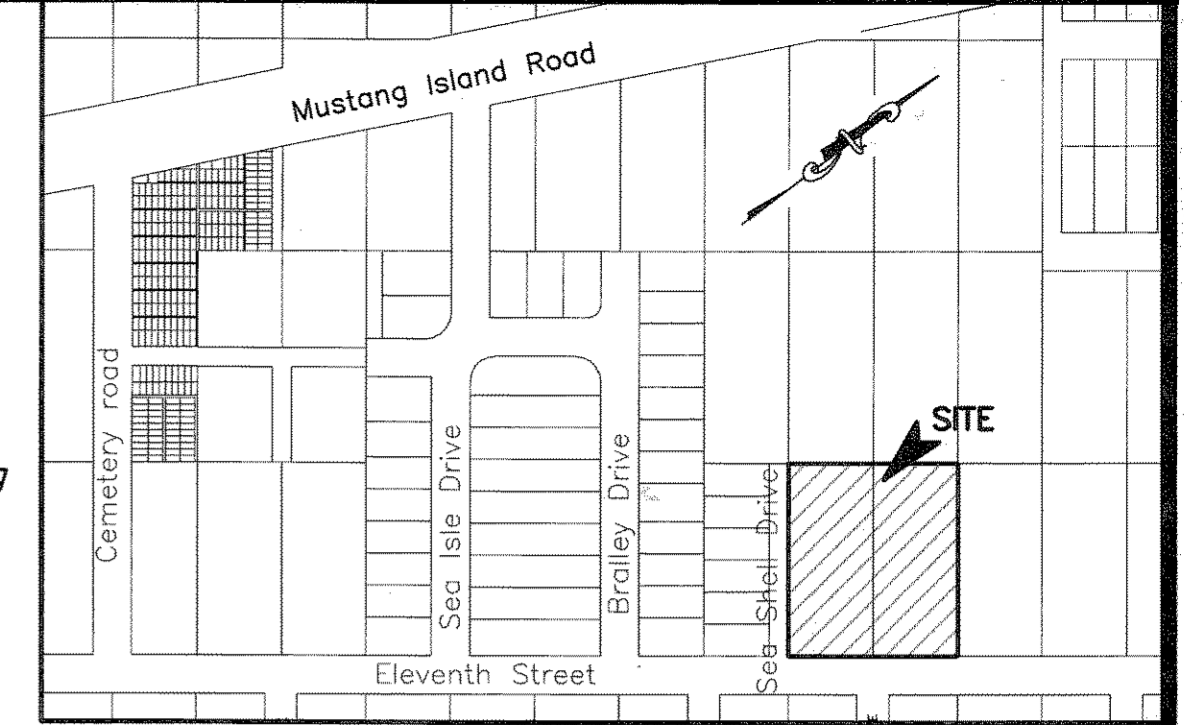 Mustang Island Road
SITE
Cemetery road
Sea Isle Drive
Bralley Drive
Sea Shell Drive
Eleventh Street